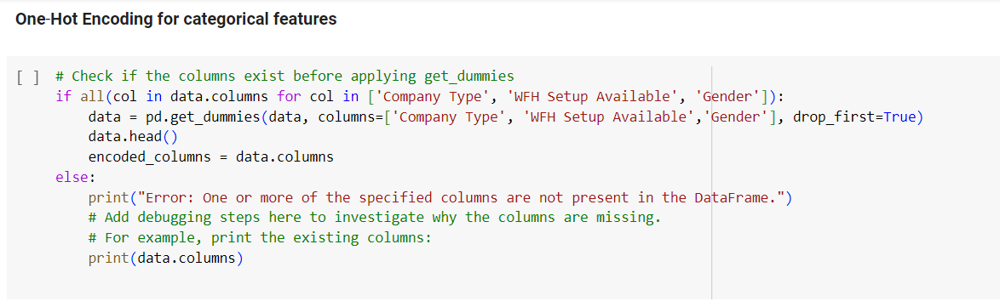 One-Hot Encoding for categorical features
[ ] # Check if the columns exist before applying get_dummies
if all(col in data.columns for col in ['Company Type', 'WFH Setup Available', 'Gender']):
    data = pd.get_dummies(data, columns=['Company Type', 'WFH Setup Available','Gender'], drop_first=True)
    data.head()
    encoded_columns = data.columns
else:
    print("Error: One or more of the specified columns are not present in the DataFrame.")
    # Add debugging steps here to investigate why the columns are missing.
    # For example, print the existing columns:
    print(data.columns)